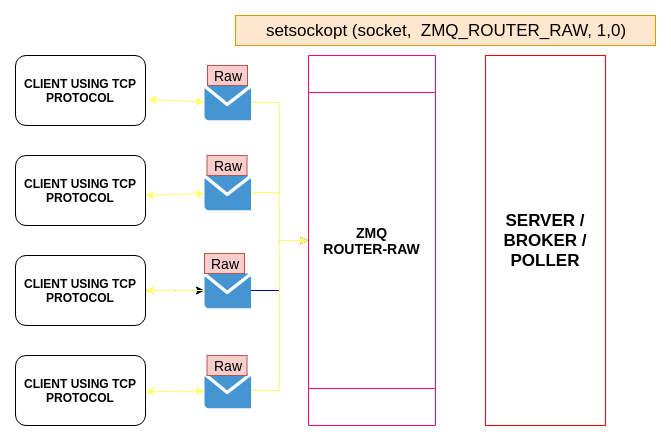 setsockopt (socket, ZMQ_ROUTER_RAW, 1,0)
CLIENT USING TCP
PROTOCOL
Raw
CLIENT USING TCP
PROTOCOL
Raw
CLIENT USING TCP
PROTOCOL
Raw
CLIENT USING TCP
PROTOCOL
Raw
ZMQ
ROUTER-RAW
SERVER /
BROKER /
POLLER